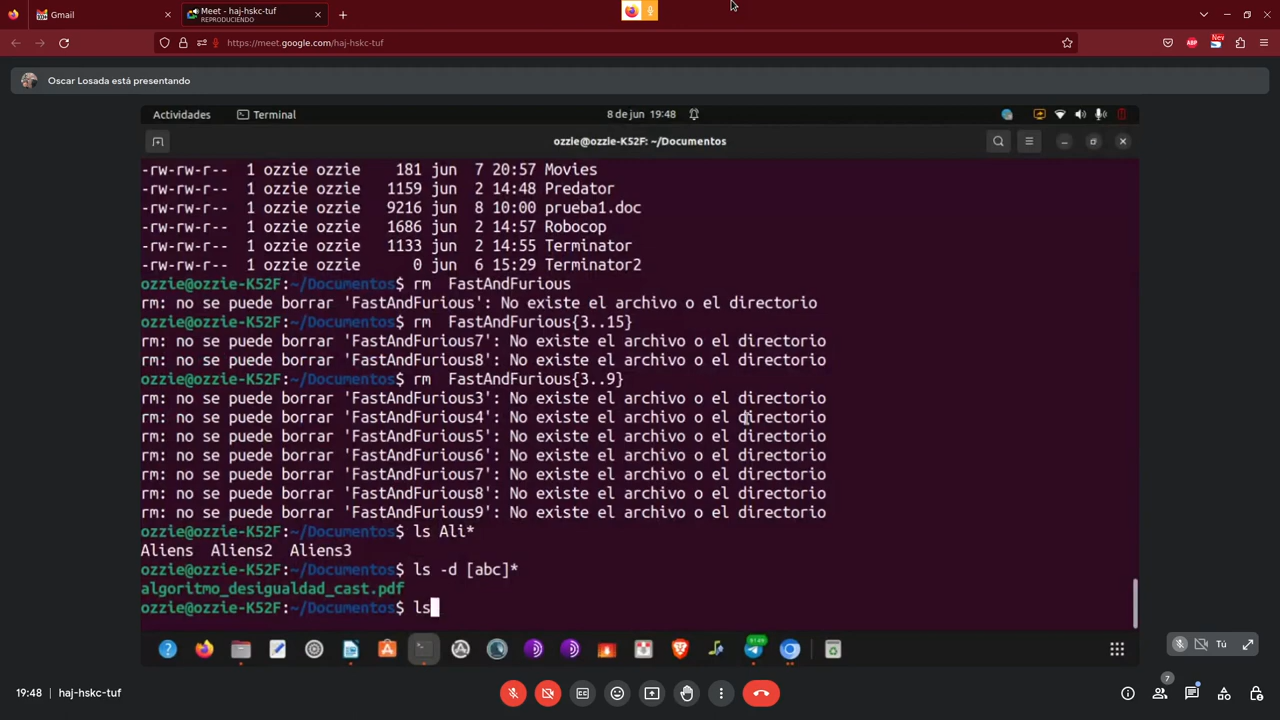 Gmail
Meet - haj-hskc-tuf
REPRODUCIENDO
https://meet.google.com/haj-hskc-tuf
ABP
New
Oscar Losada está presentando
Actividades
Terminal
8 de jun 19:48
ozzie@ozzie-K52F: ~/Documentos
-rw-rw-r-- 1 ozzie ozzie 181 jun 7 20:57 Movies
-rw-rw-r-- 1 ozzie ozzie 1159 jun 2 14:48 Predator
-rw-rw-r-- 1 ozzie ozzie 9216 jun 8 10:00 prueba1.doc
-rw-rw-r-- 1 ozzie ozzie 1686 jun 2 14:57 Robocop
-rw-rw-r-- 1 ozzie ozzie 1133 jun 2 14:55 Terminator
-rw-rw-r-- 1 ozzie ozzie 0 jun 6 15:29 Terminator2
ozzie@ozzie-K52F:~/Documentos$ rm FastAndFurious
rm: no se puede borrar 'FastAndFurious': No existe el archivo o el directorio
ozzie@ozzie-K52F:~/Documentos$ rm FastAndFurious{3..15}
rm: no se puede borrar 'FastAndFurious7': No existe el archivo o el directorio
rm: no se puede borrar 'FastAndFurious8': No existe el archivo o el directorio
ozzie@ozzie-K52F:~/Documentos$ rm FastAndFurious{3..9}
rm: no se puede borrar 'FastAndFurious3': No existe el archivo o el directorio
rm: no se puede borrar 'FastAndFurious4': No existe el archivo o el directorio
rm: no se puede borrar 'FastAndFurious5': No existe el archivo o el directorio
rm: no se puede borrar 'FastAndFurious6': No existe el archivo o el directorio
rm: no se puede borrar 'FastAndFurious7': No existe el archivo o el directorio
rm: no se puede borrar 'FastAndFurious8': No existe el archivo o el directorio
rm: no se puede borrar 'FastAndFurious9': No existe el archivo o el directorio
ozzie@ozzie-K52F:~/Documentos$ ls Ali*
Aliens Aliens2 Aliens3
ozzie@ozzie-K52F:~/Documentos$ ls -d [abc]*
algoritmo_desigualdad_cast.pdf
ozzie@ozzie-K52F:~/Documentos$ ls
Tú
19:48
haj-hskc-tuf
7